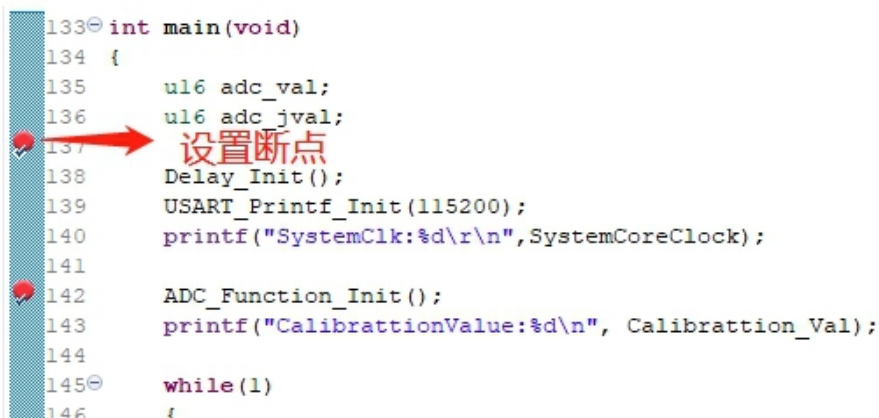 133 int main(void)
134 {
135 u16 adc_val;
136 u16 adc_jval;
137 设置断点
138 Delay_Init();
139 USART_Printf_Init(115200);
140 printf("SystemClk:%d\r\n",SystemCoreClock);
141
142 ADC_Function_Init();
143 printf("CalibrattionValue:%d\n", Calibrattion_Val);
144
145 while(1)
146 {